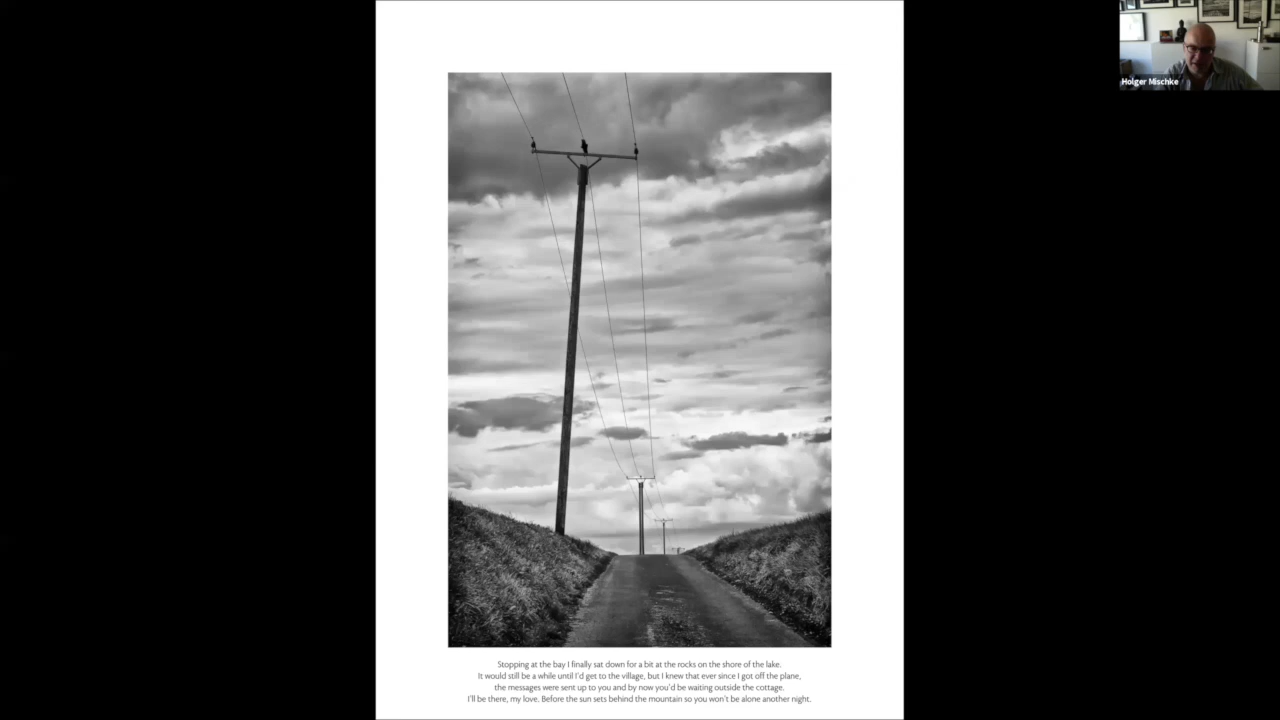 Holger Mischke
Stopping at the bay I finally sat down for a bit at the rocks on the shore of the lake.
It would still be a while until I'd get to the village, but I knew that ever since I got off the plane,
the messages were sent up to you and by now you'd be waiting outside the cottage.
I'll be there, my love. Before the sun sets behind the mountain so you won't be alone another night.